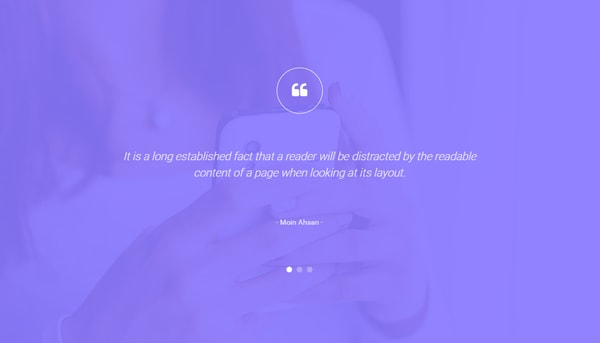 ❝
It is a long established fact that a reader will be distracted by the readable
content of a page when looking at its layout.
- Moin Ahsan -